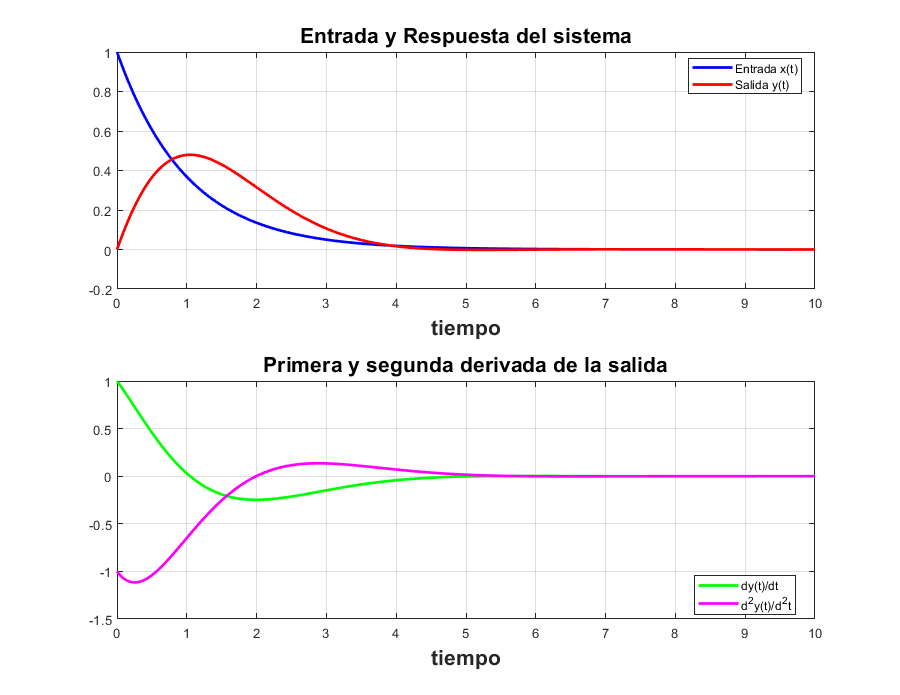 Entrada y Respuesta del sistema
1
0.8
0.6
0.4
0.2
0
-0.2
Entrada x(t)
Salida y(t)
0 1 2 3 4 5 6 7 8 9 10
tiempo
Primera y segunda derivada de la salida
1
0.5
0
-0.5
-1
-1.5
dy(t)/dt
d²y(t)/d²t
0 1 2 3 4 5 6 7 8 9 10
tiempo